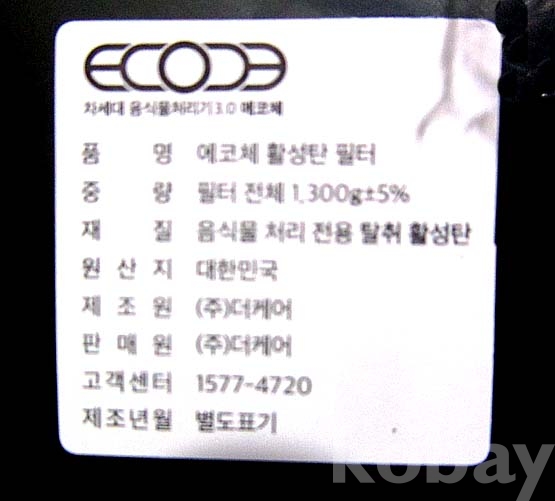 ECODE
차세대 음식물처리기 3.0 에코체
품 명 에코체 활성탄 필터
중 량 필터 전체 1,300g±5%
재 질 음식물 처리 전용 탈취 활성탄
원 산 지 대한민국
제 조 원 (주)더케어
판 매 원 (주)더케어
고객센터 1577-4720
제조년월 별도표기
kobay